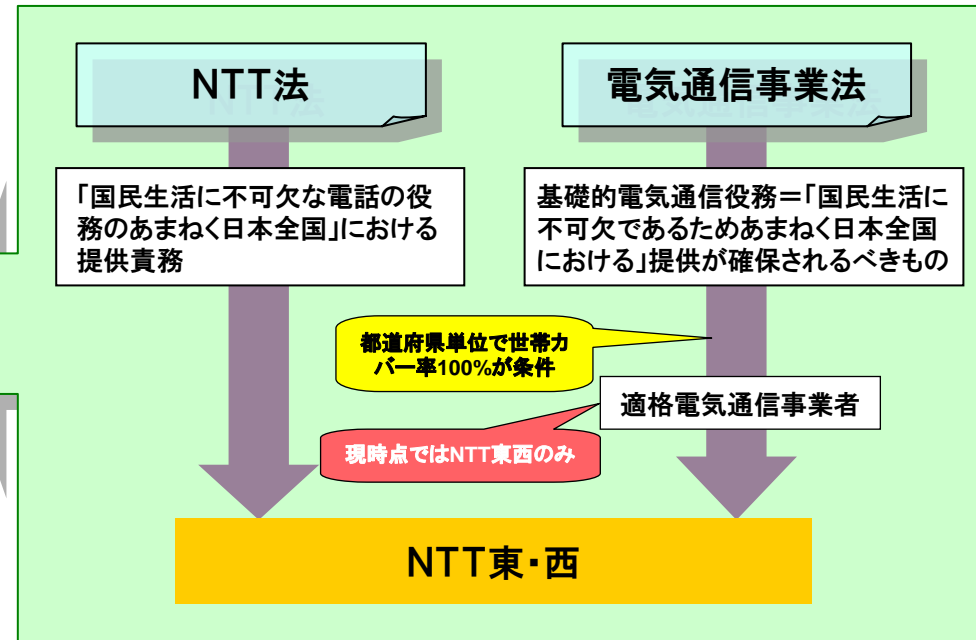 NTT法
電気通信事業法
「国民生活に不可欠な電話の役
務のあまねく日本全国」における
提供責務
基礎的電気通信役務=「国民生活に
不可欠であるためあまねく日本全国
における」提供が確保されるべきもの
都道府県単位で世帯カ
バー率100%が条件
適格電気通信事業者
現時点ではNTT東西のみ
NTT東・西